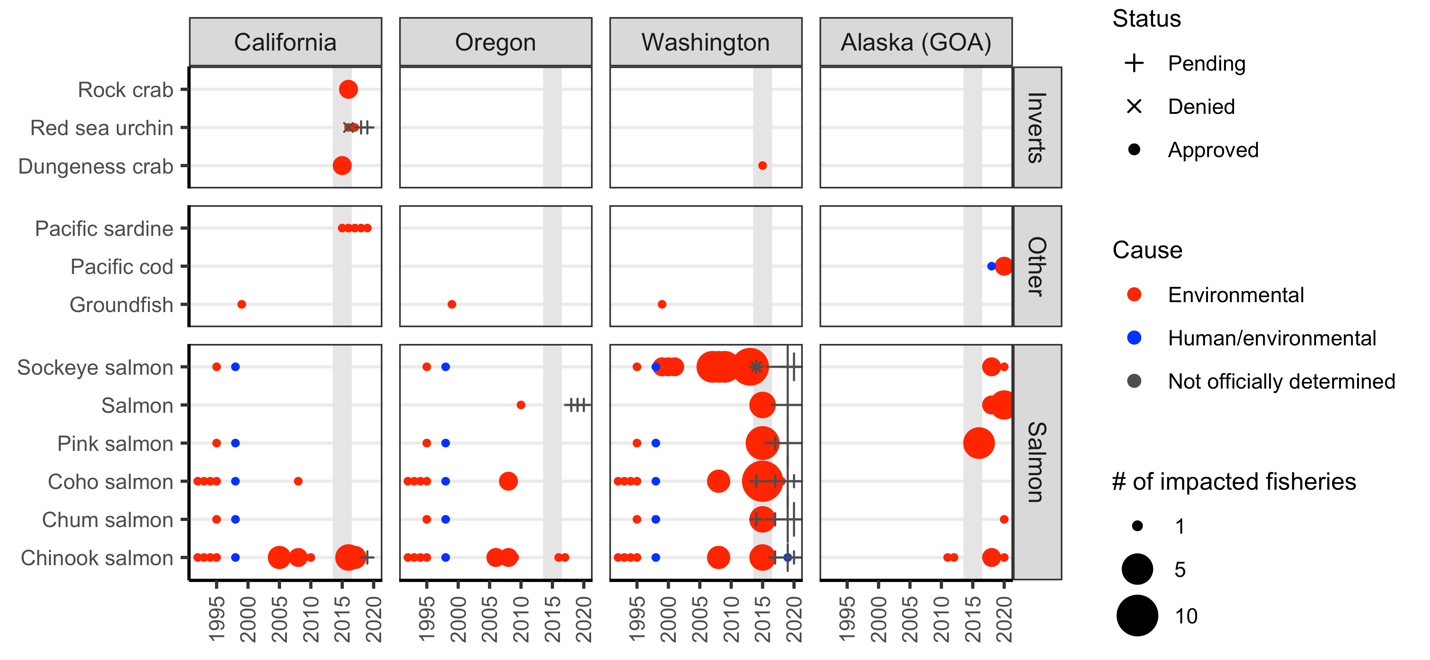 California
Oregon
Washington
Alaska (GOA)
Rock crab
Red sea urchin
Dungeness crab
Inverts
Pacific sardine
Pacific cod
Groundfish
Other
Sockeye salmon
Salmon
Pink salmon
Coho salmon
Chum salmon
Chinook salmon
Salmon
1995 2000 2005 2010 2015 2020
1995 2000 2005 2010 2015 2020
1995 2000 2005 2010 2015 2020
1995 2000 2005 2010 2015 2020
Status
Pending
Denied
Approved
Cause
Environmental
Human/environmental
Not officially determined
# of impacted fisheries
1
5
10